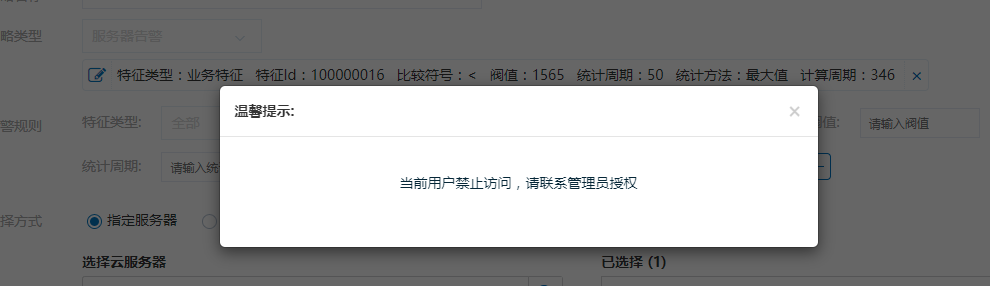 略类型 服务器告警
特征类型：业务特征 特征Id：100000016 比较符号：< 阀值：1565 统计周期：50 统计方法：最大值 计算周期：346 ×
温馨提示: ×
警规则 特征类型: 全部 阀值: 请输入阀值
统计周期: 请输入统
当前用户禁止访问，请联系管理员授权
择方式 指定服务器
选择云服务器 已选择 (1)